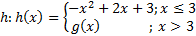 h: h(x) = { −x² + 2x + 3; x ≤ 3
g(x) ; x > 3